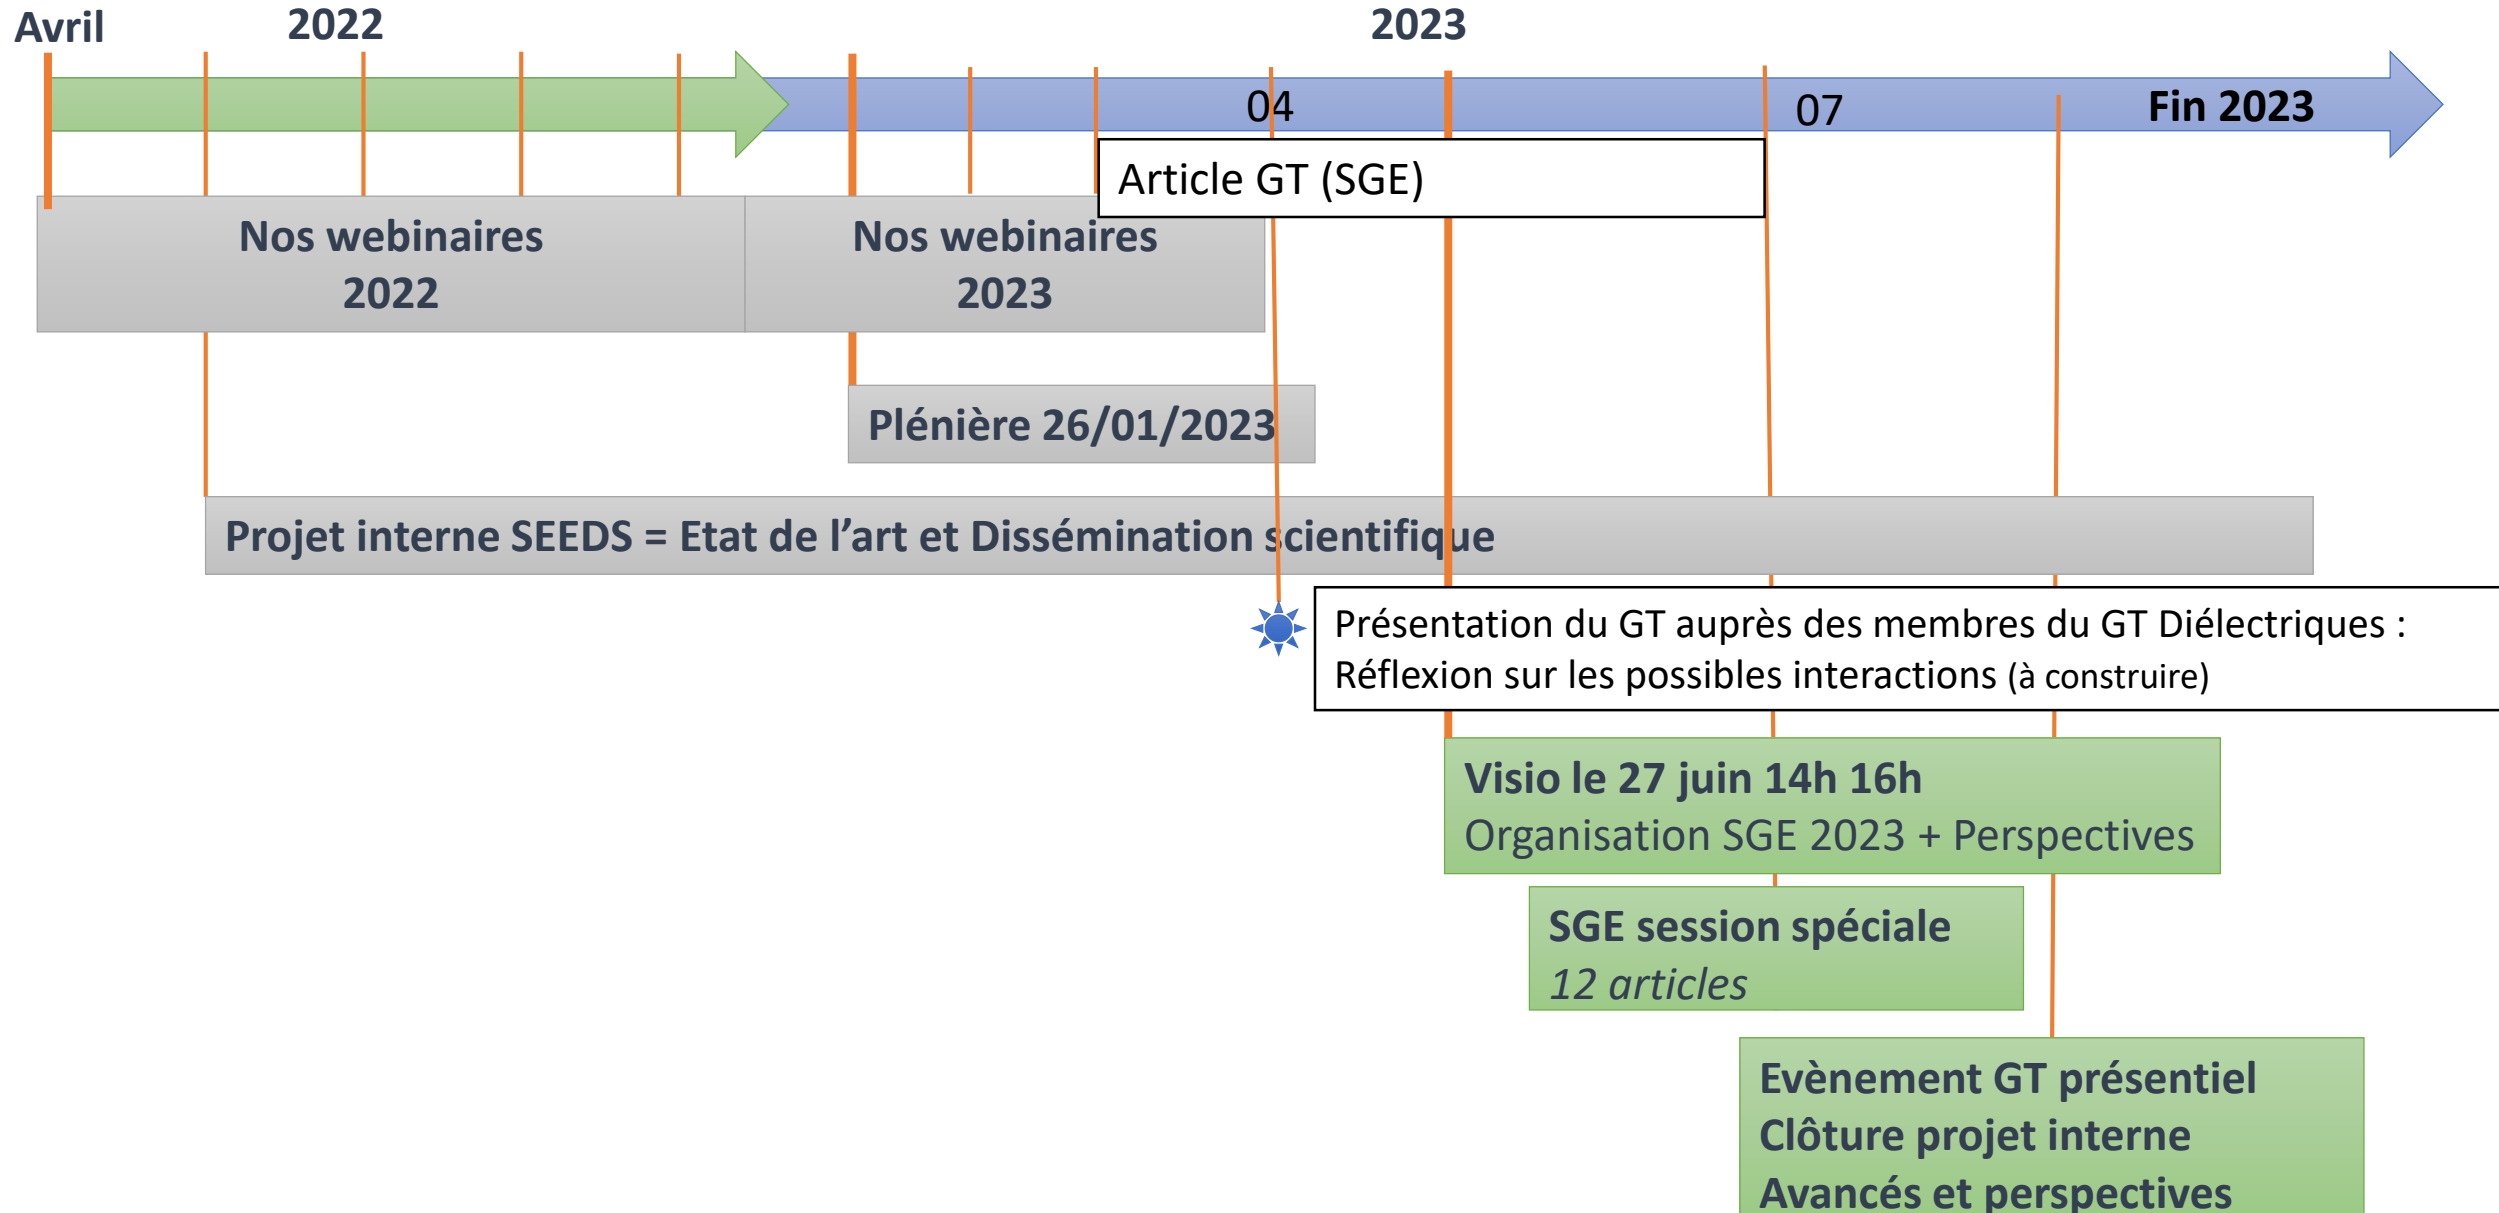 Avril
2022
2023
04
07
Fin 2023
Article GT (SGE)
Nos webinaires
2022
Nos webinaires
2023
Plénière 26/01/2023
Projet interne SEEDS = Etat de l’art et Dissémination scientifique
Présentation du GT auprès des membres du GT Diélectriques :
Réflexion sur les possibles interactions (à construire)
Visio le 27 juin 14h 16h
Organisation SGE 2023 + Perspectives
SGE session spéciale
12 articles
Evènement GT présentiel
Clôture projet interne
Avancés et perspectives